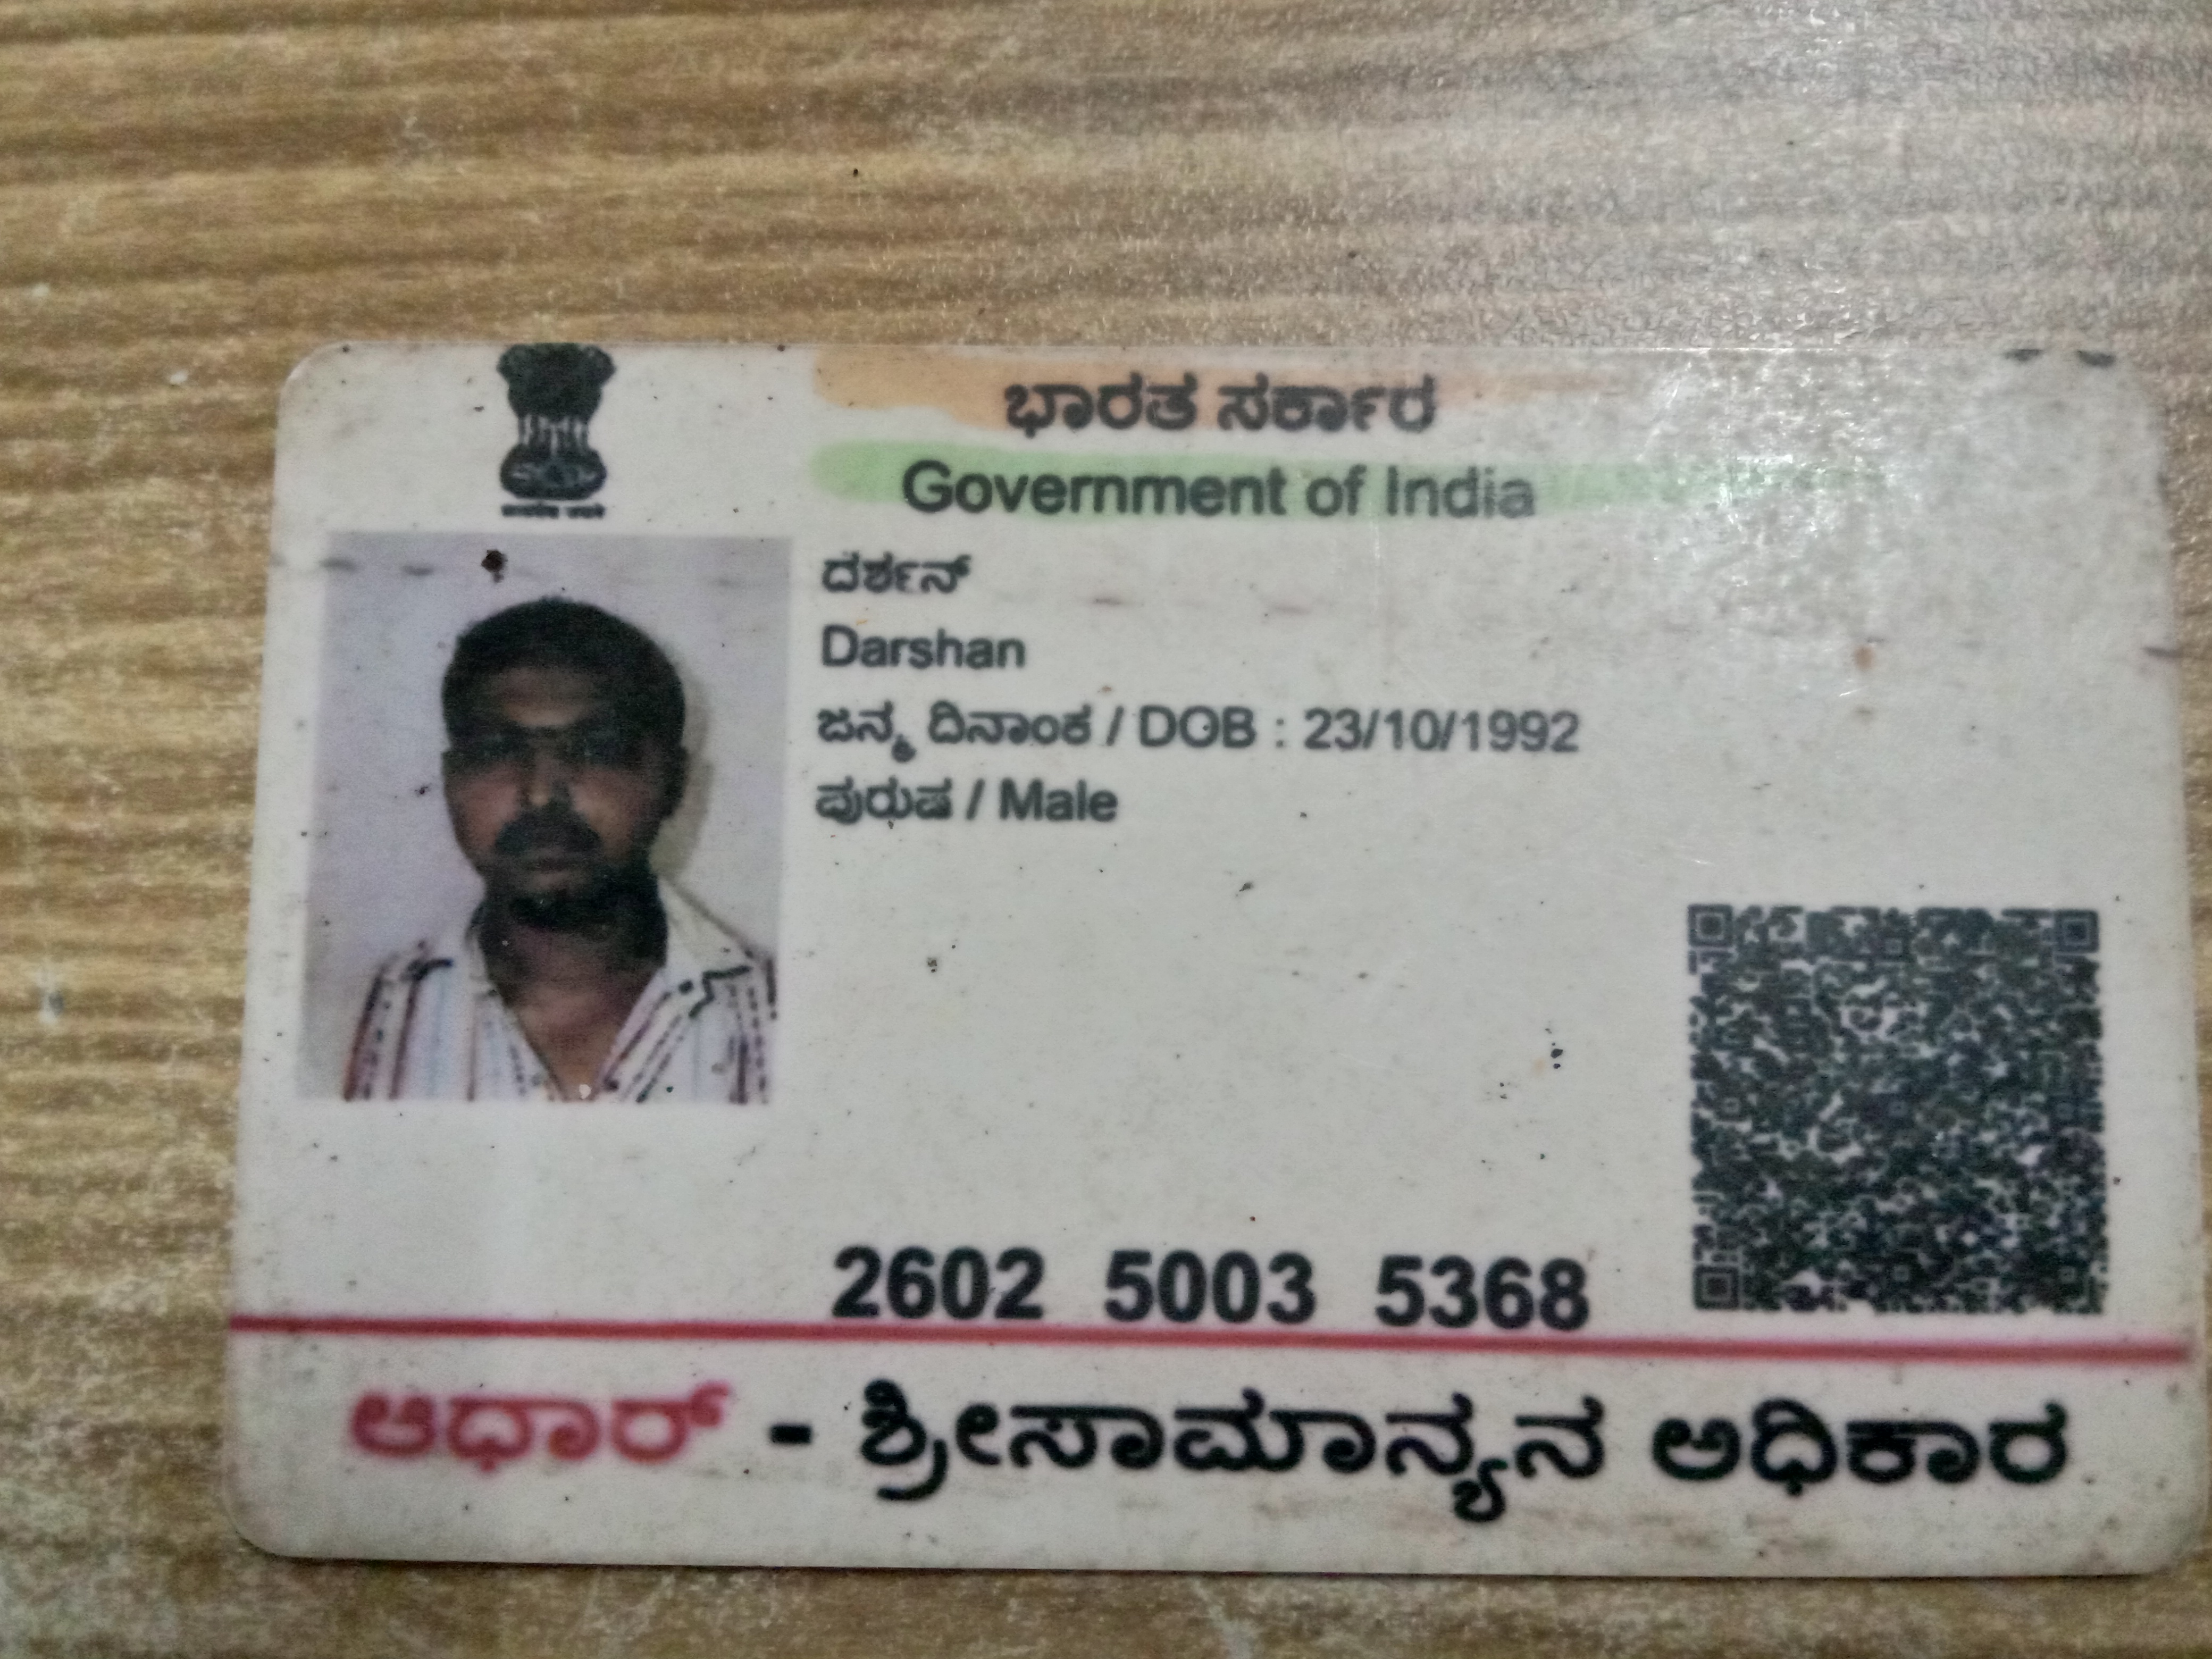 ಭಾರತ ಸರ್ಕಾರ
Government of India
ದರ್ಶನ್
Darshan
ಜನ್ಮ ದಿನಾಂಕ / DOB : 23/10/1992
ಪುರುಷ / Male
2602 5003 5368
ಆಧಾರ್ - ಶ್ರೀಸಾಮಾನ್ಯನ ಅಧಿಕಾರ